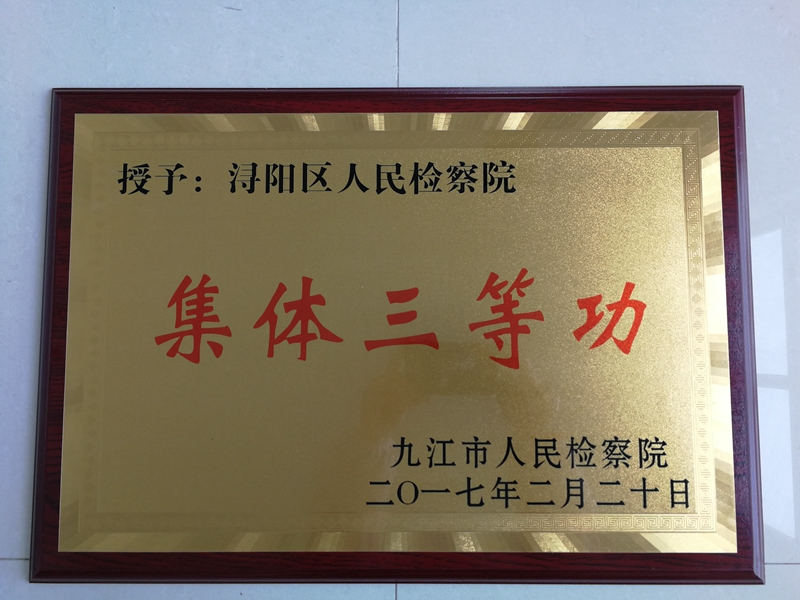 授予：浔阳区人民检察院
集体三等功
九江市人民检察院
二〇一七年二月二十日